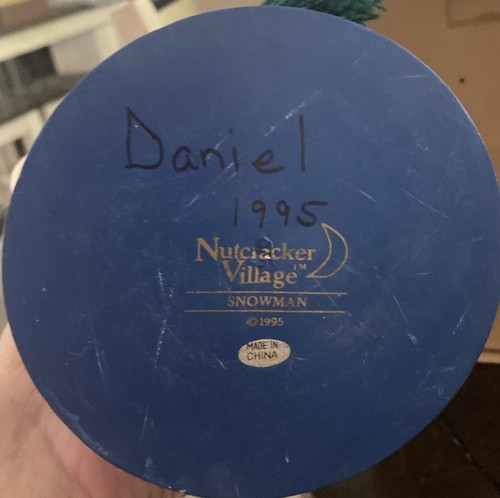 Daniel
1995
Nutcracker
Village™
SNOWMAN
© 1995
MADE IN
CHINA